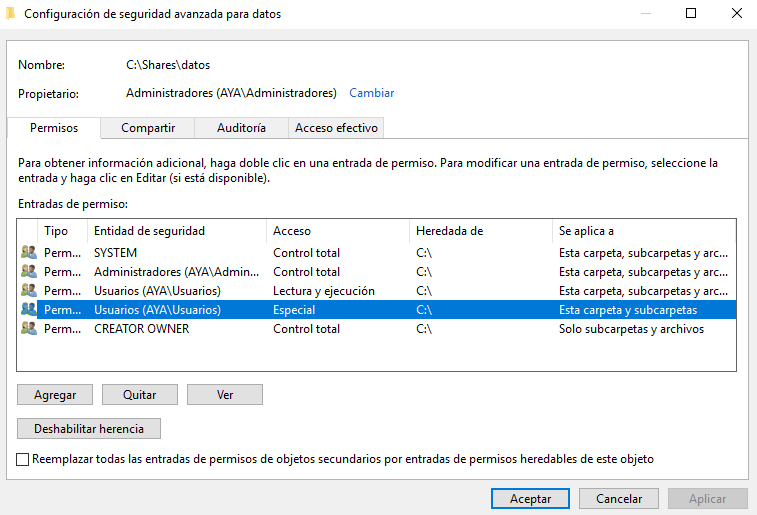 Configuración de seguridad avanzada para datos
Nombre: C:\Shares\datos
Propietario: Administradores (AYA\Administradores) Cambiar
Permisos Compartir Auditoría Acceso efectivo
Para obtener información adicional, haga doble clic en una entrada de permiso. Para modificar una entrada de permiso, seleccione la
entrada y haga clic en Editar (si está disponible).
Entradas de permiso:
Tipo Entidad de seguridad Acceso Heredada de Se aplica a
Perm... SYSTEM Control total C:\ Esta carpeta, subcarpetas y arc...
Perm... Administradores (AYA\Admin... Control total C:\ Esta carpeta, subcarpetas y arc...
Perm... Usuarios (AYA\Usuarios) Lectura y ejecución C:\ Esta carpeta, subcarpetas y arc...
Perm... Usuarios (AYA\Usuarios) Especial C:\ Esta carpeta y subcarpetas
Perm... CREATOR OWNER Control total C:\ Solo subcarpetas y archivos
Agregar Quitar Ver
Deshabilitar herencia
Reemplazar todas las entradas de permisos de objetos secundarios por entradas de permisos heredables de este objeto
Aceptar Cancelar Aplicar